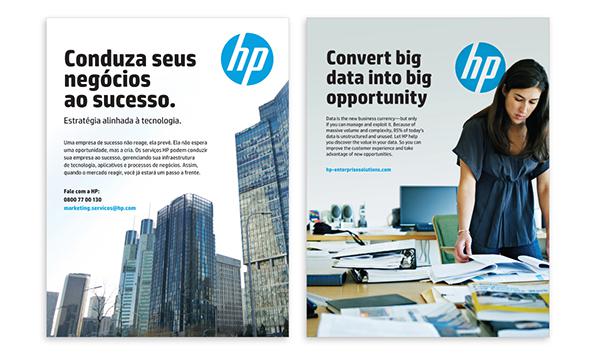 Conduza seus
negócios
ao sucesso.
hp
Estratégia alinhada à tecnologia.
Uma empresa de sucesso não reage, ela prevê. Ela não espera
uma oportunidade, mas a cria. Os serviços HP podem conduzir
sua empresa ao sucesso, gerenciando sua infraestrutura
de tecnologia, aplicativos e processos de negócios. Assim,
quando o mercado reagir, você já estará um passo a frente.
Fale com a HP:
0800 77 00 130
marketing.services@hp.com
Convert big
data into big
opportunity
hp
Data is the new business currency—but only
if you can manage and exploit it. Because of
massive volume and complexity, 85% of today's
data is unstructured and unused. Let HP help
you discover the value in your data. So you can
improve the customer experience and take
advantage of new opportunities.
hp-enterprisesolutions.com